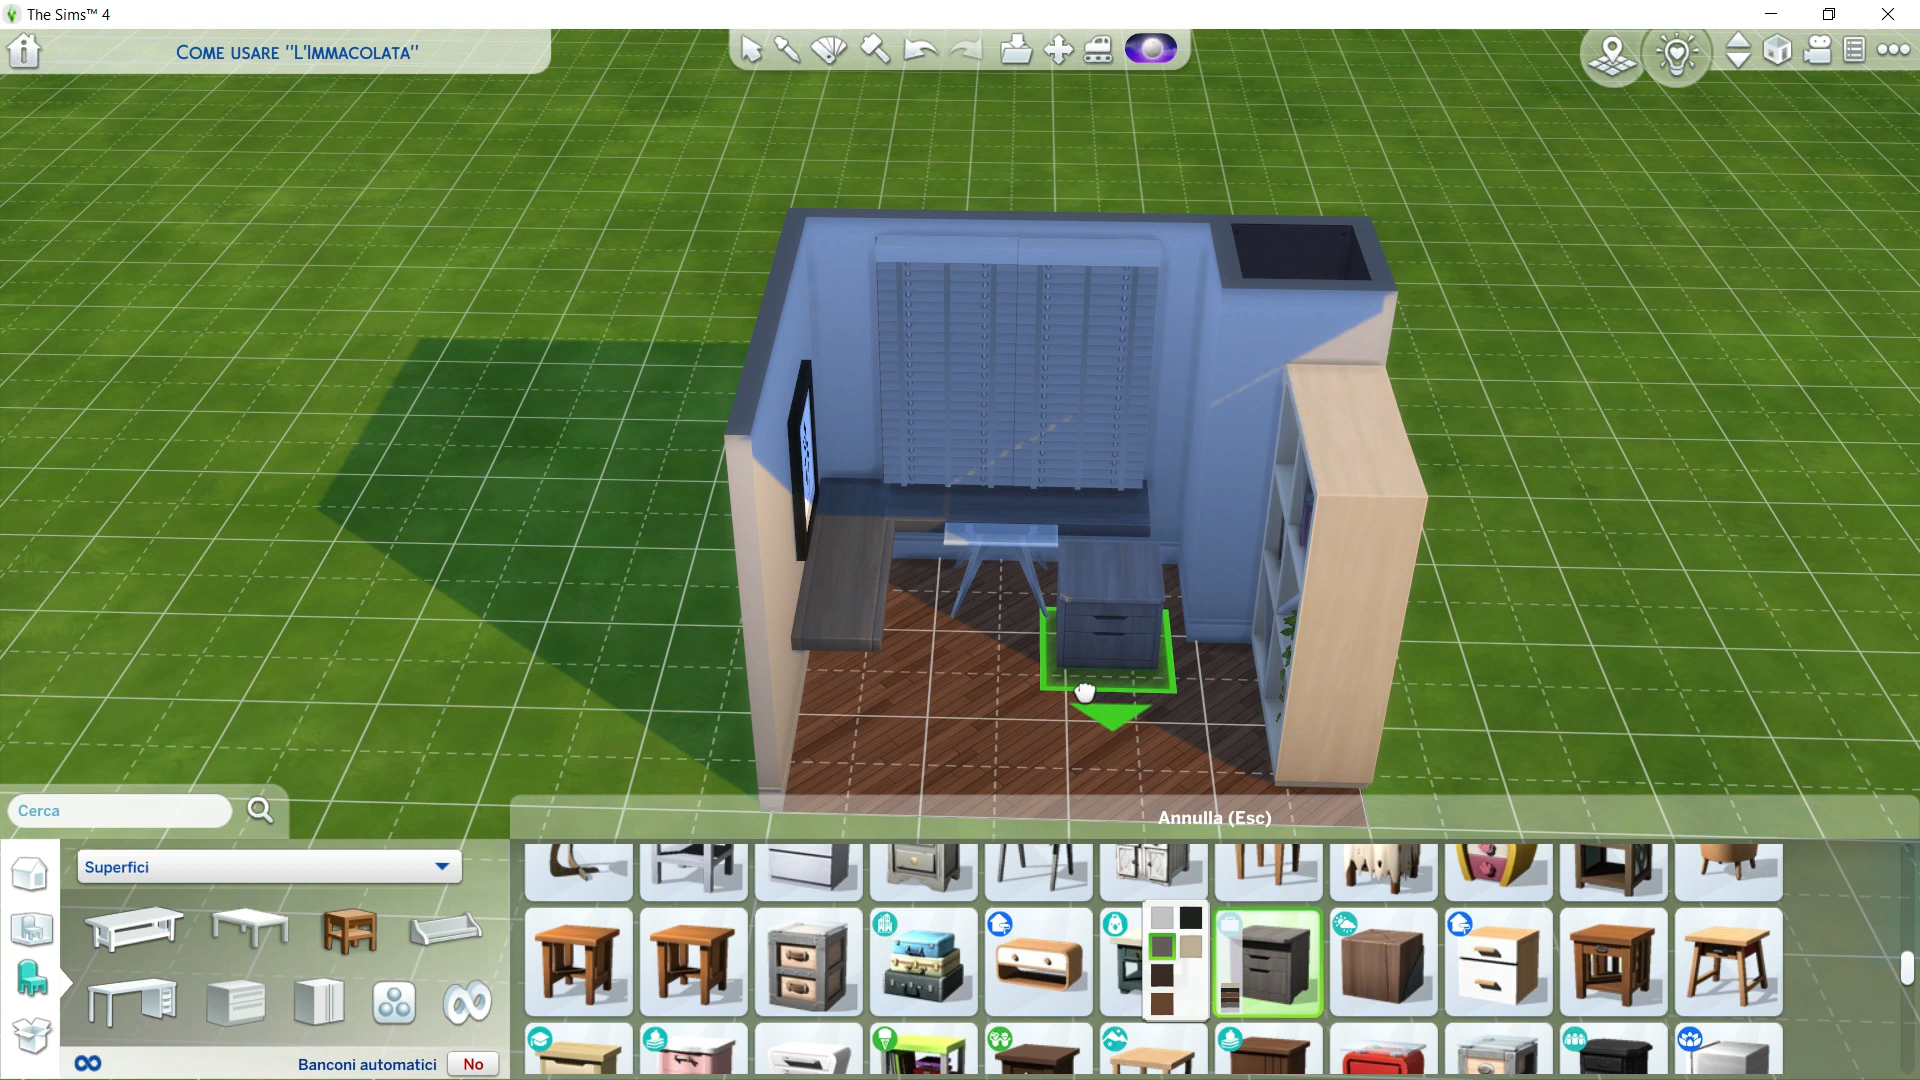 The Sims™ 4
Come usare "L'Immacolata"
Annulla (Esc)
Cerca
Superfici
Banconi automatici
No